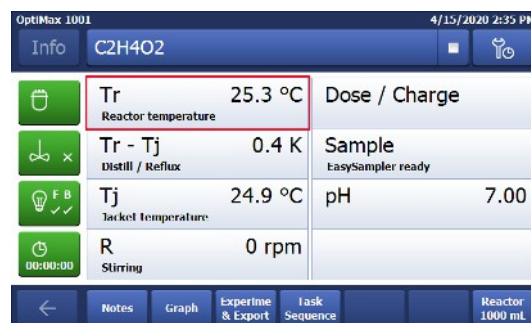 OptiMax 1001
4/15/2020 2:35 PM
Info
C2H4O2
Tr 25.3 °C
Reactor temperature
Dose / Charge
Tr - Tj 0.4 K
Distill / Reflux
Sample
EasySampler ready
F B
Tj 24.9 °C
Jacket temperature
pH 7.00
00:00:00
R 0 rpm
Stirring
Notes
Graph
Experime
& Export
Task
Sequence
Reactor
1000 mL